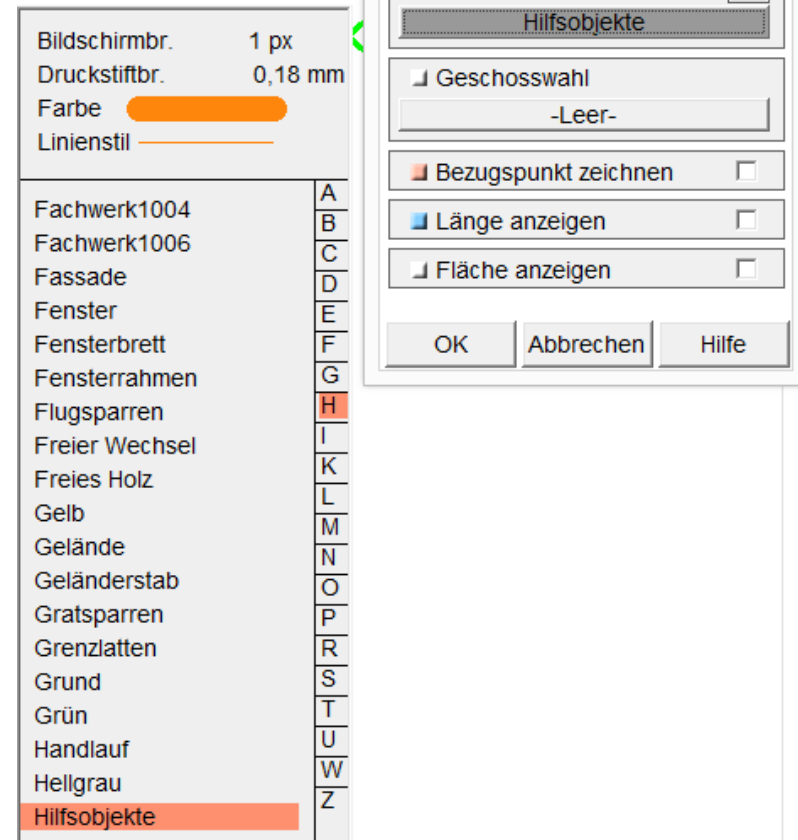 Bildschirmbr. 1 px
Druckstiftbr. 0,18 mm
Farbe
Linienstil
Fachwerk1004
Fachwerk1006
Fassade
Fenster
Fensterbrett
Fensterrahmen
Flugsparren
Freier Wechsel
Freies Holz
Gelb
Gelände
Geländerstab
Gratsparren
Grenzlatten
Grund
Grün
Handlauf
Hellgrau
Hilfsobjekte
A
B
C
D
E
F
G
H
I
K
L
M
N
O
P
R
S
T
U
W
Z
Hilfsobjekte
Geschosswahl
-Leer-
Bezugspunkt zeichnen
Länge anzeigen
Fläche anzeigen
OK Abbrechen Hilfe